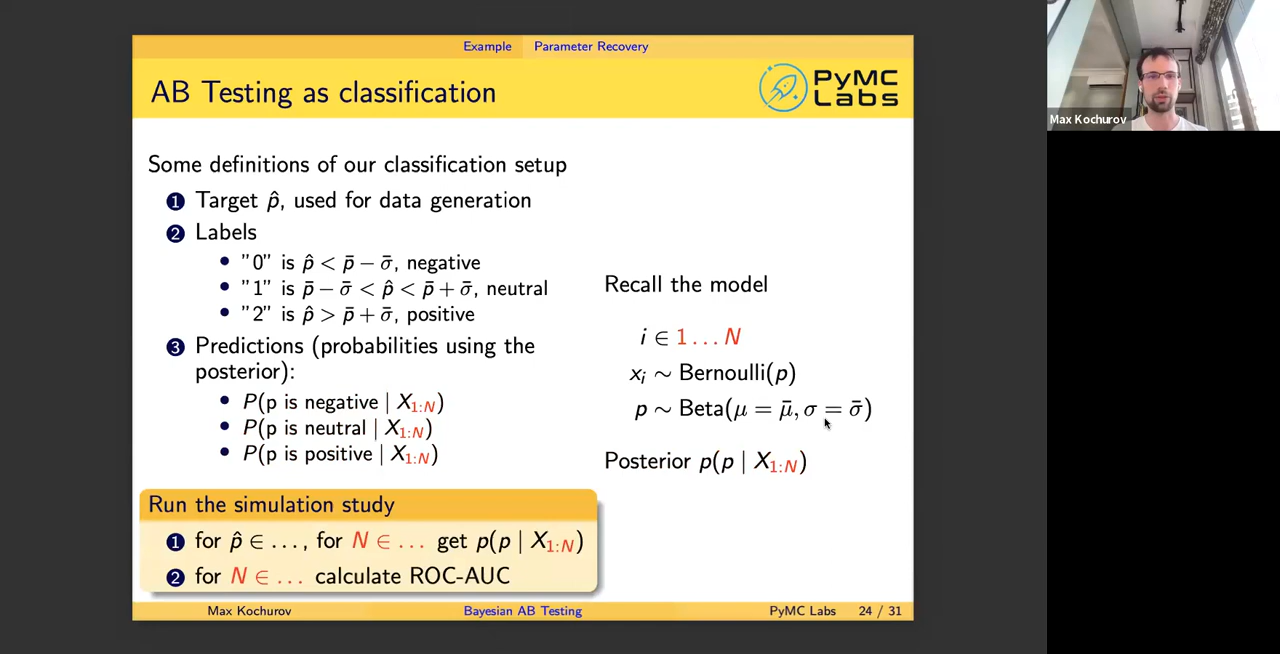 Example Parameter Recovery
AB Testing as classification
PyMC
Labs
Max Kochurov
Some definitions of our classification setup
1 Target p̂, used for data generation
2 Labels
• "0" is p̂ < p̄ − σ̄, negative
• "1" is p̄ − σ̄ < p̂ < p̄ + σ̄, neutral
• "2" is p̂ > p̄ + σ̄, positive
3 Predictions (probabilities using the
posterior):
• P(p is negative | X1:N)
• P(p is neutral | X1:N)
• P(p is positive | X1:N)
Recall the model
i ∈ 1 … N
xi ∼ Bernoulli(p)
p ∼ Beta(μ = μ̄, σ = σ̄)
Posterior p(p | X1:N)
Run the simulation study
1 for p̂ ∈ …, for N ∈ … get p(p | X1:N)
2 for N ∈ … calculate ROC-AUC
Max Kochurov Bayesian AB Testing PyMC Labs 24 / 31